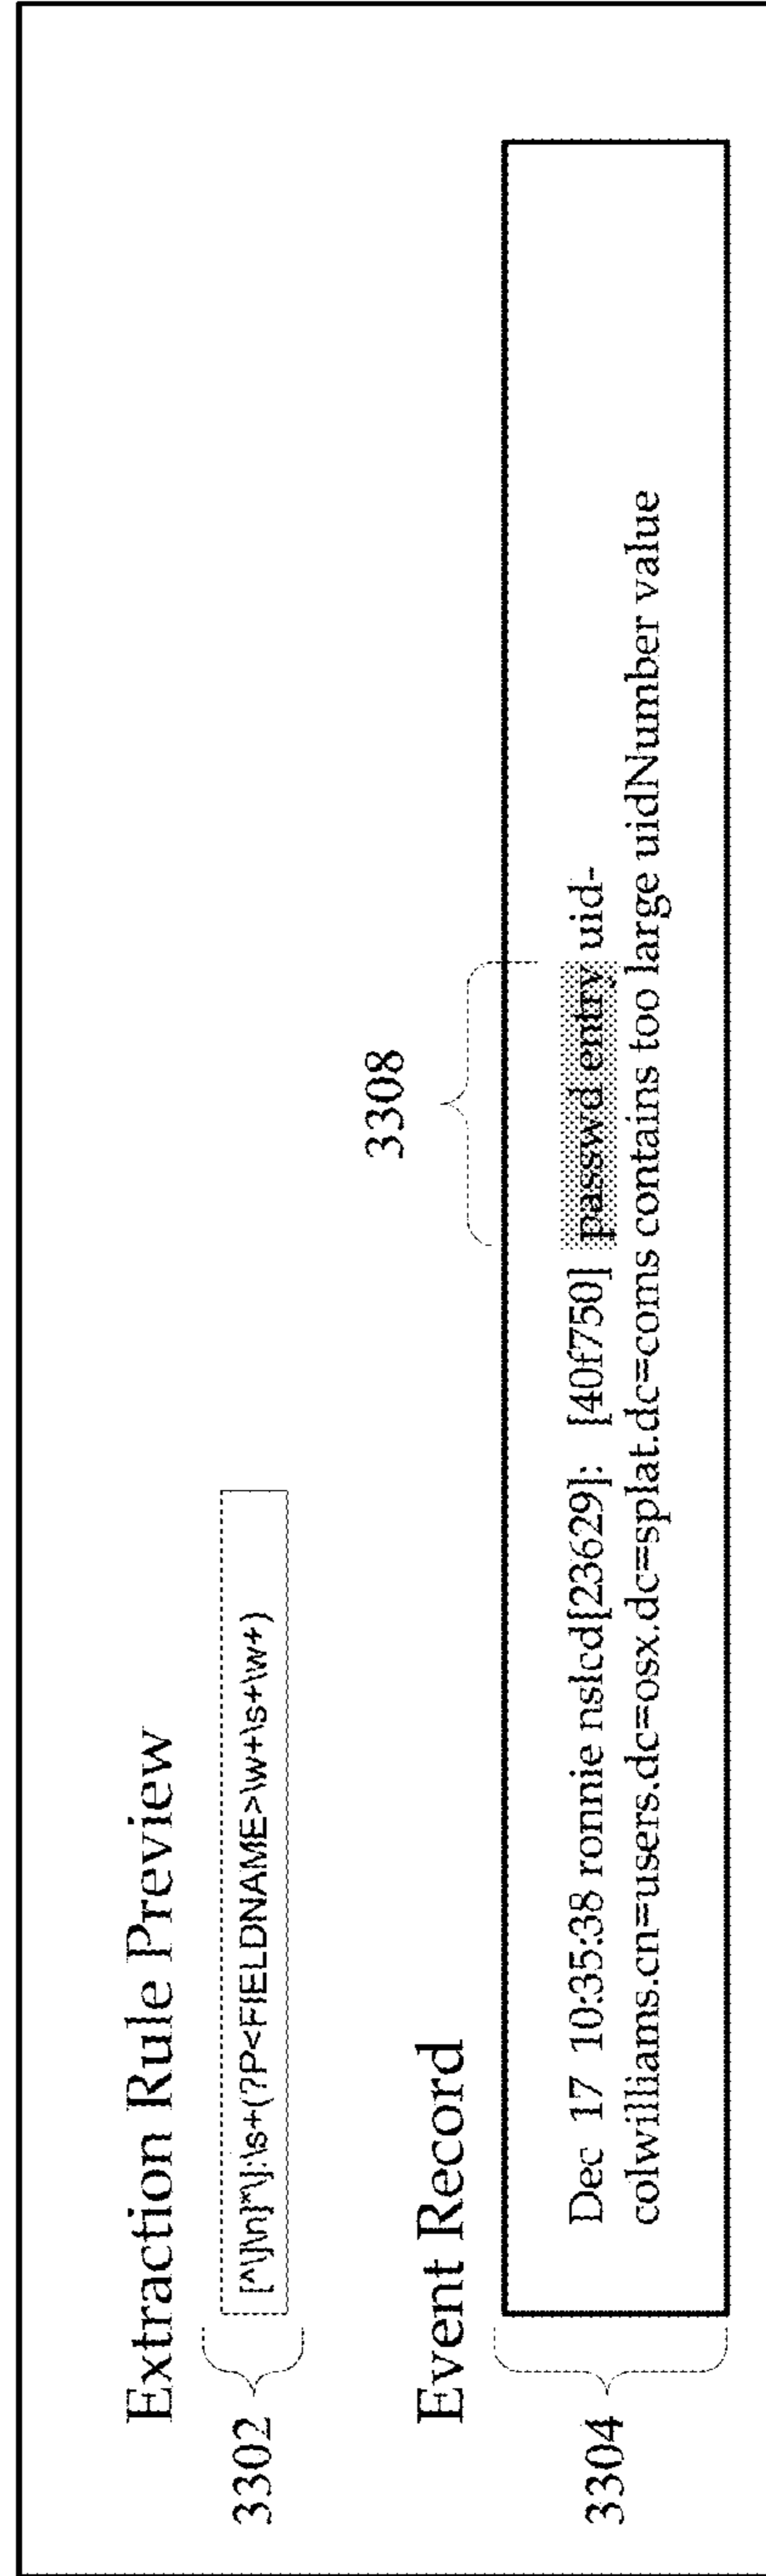 Extraction Rule Preview
3302
[^\]\n]*\]:\s+(?P<FIELDNAME>\w+\s+\w+)
Event Record
3308
3304
Dec 17 10:35:38 ronnie nslcd[23629]: [40f750] passwd entry uid-
colwilliams.cn=users.dc=osx.dc=splat.dc=coms contains too large uidNumber value